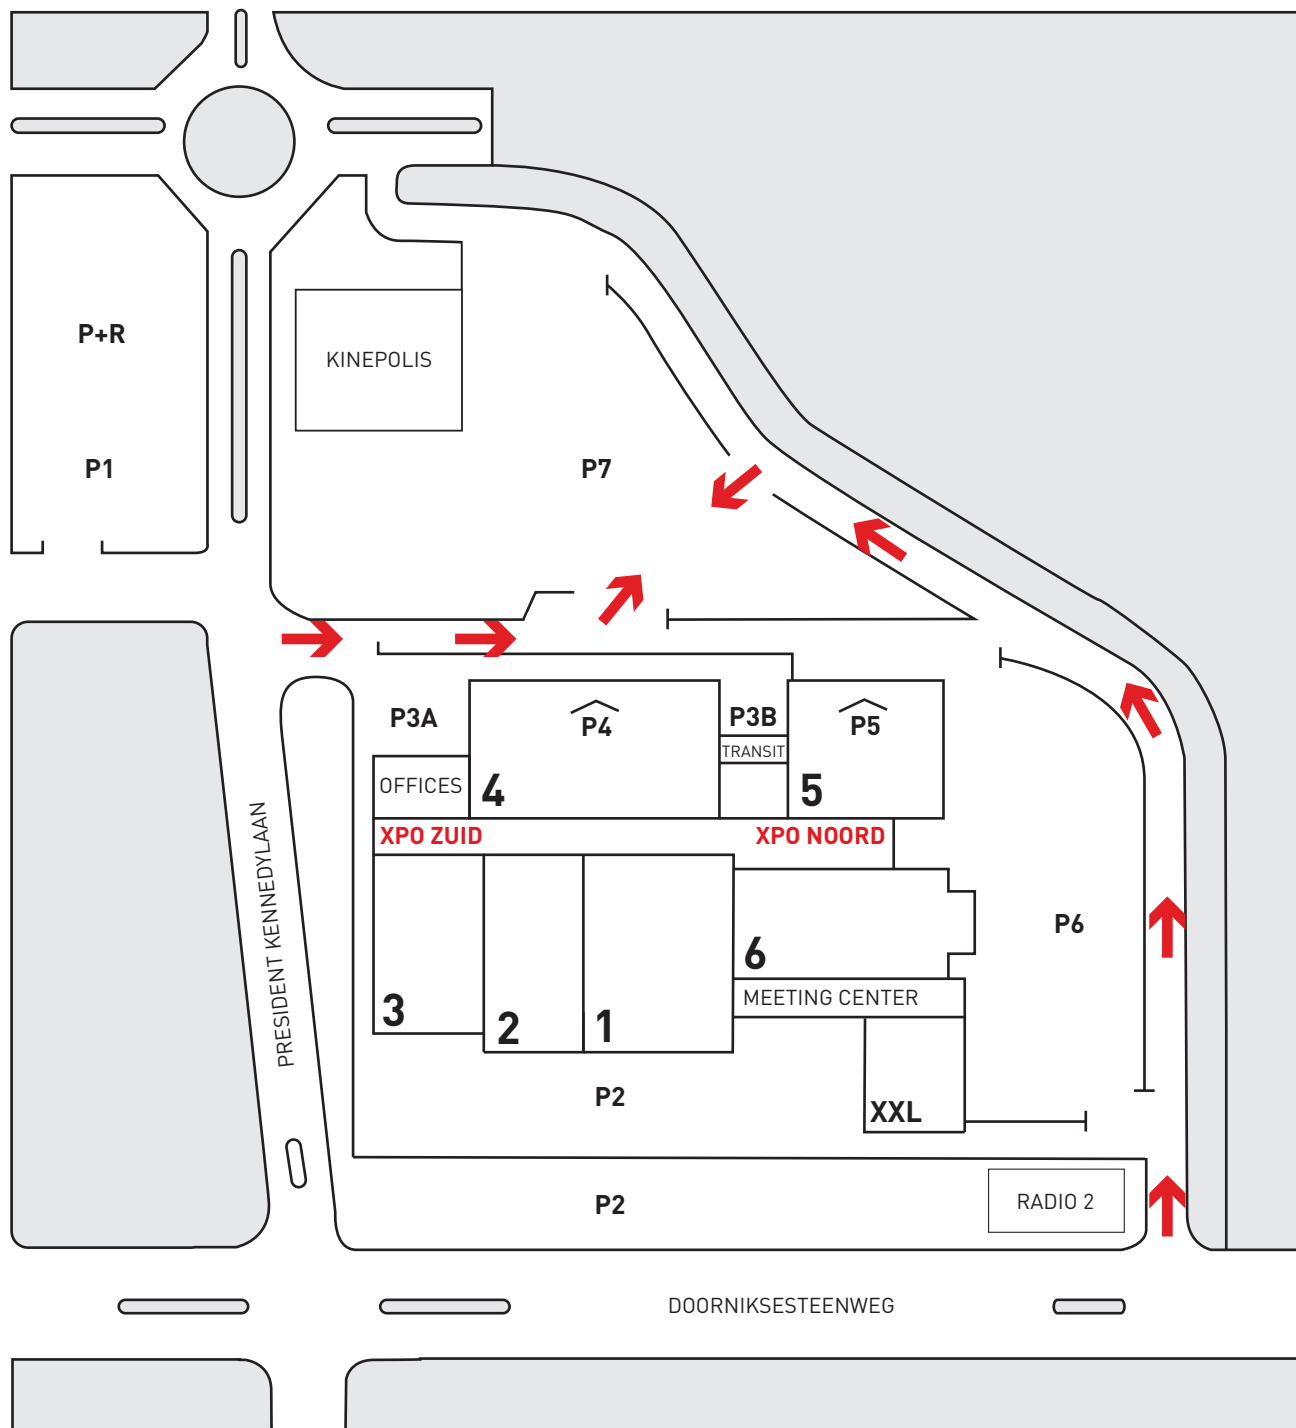 P+R
KINEPOLIS
P1
P7
P3A
P4
P3B
P5
TRANSIT
OFFICES
4
5
XPO ZUID
XPO NOORD
PRESIDENT KENNEDYLAAN
P6
6
MEETING CENTER
3
2
1
P2
XXL
P2
RADIO 2
DOORNIKSESTEENWEG